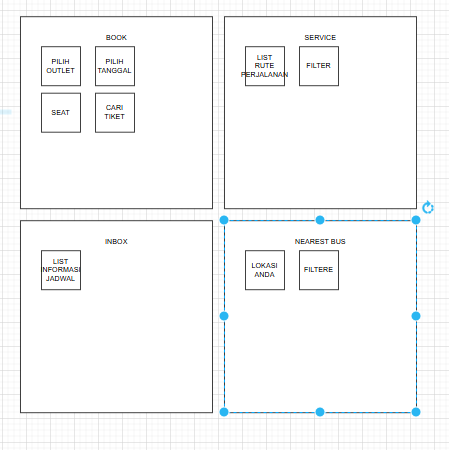 BOOK
PILIH
OUTLET
PILIH
TANGGAL
SEAT
CARI
TIKET
SERVICE
LIST
RUTE
PERJALANAN
FILTER
INBOX
LIST
INFORMASI
JADWAL
NEAREST BUS
LOKASI
ANDA
FILTERE